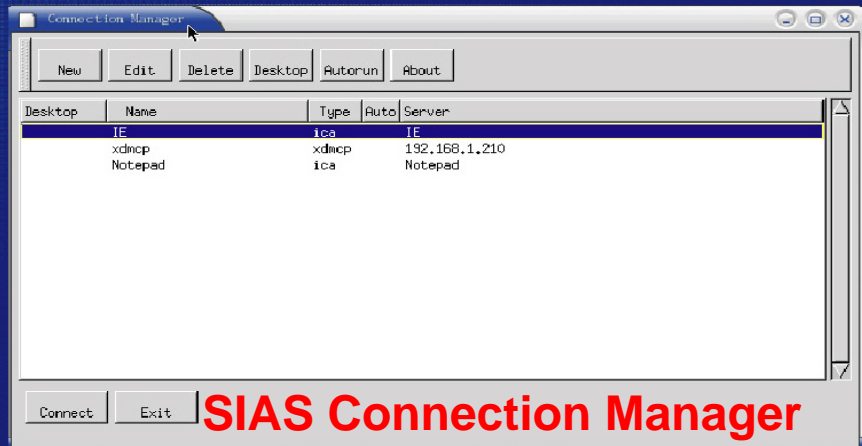 Connection Manager
New Edit Delete Desktop Autorun About
Desktop Name Type Auto Server
IE ica IE
xdmcp xdmcp 192.168.1.210
Notepad ica Notepad
Connect Exit SIAS Connection Manager